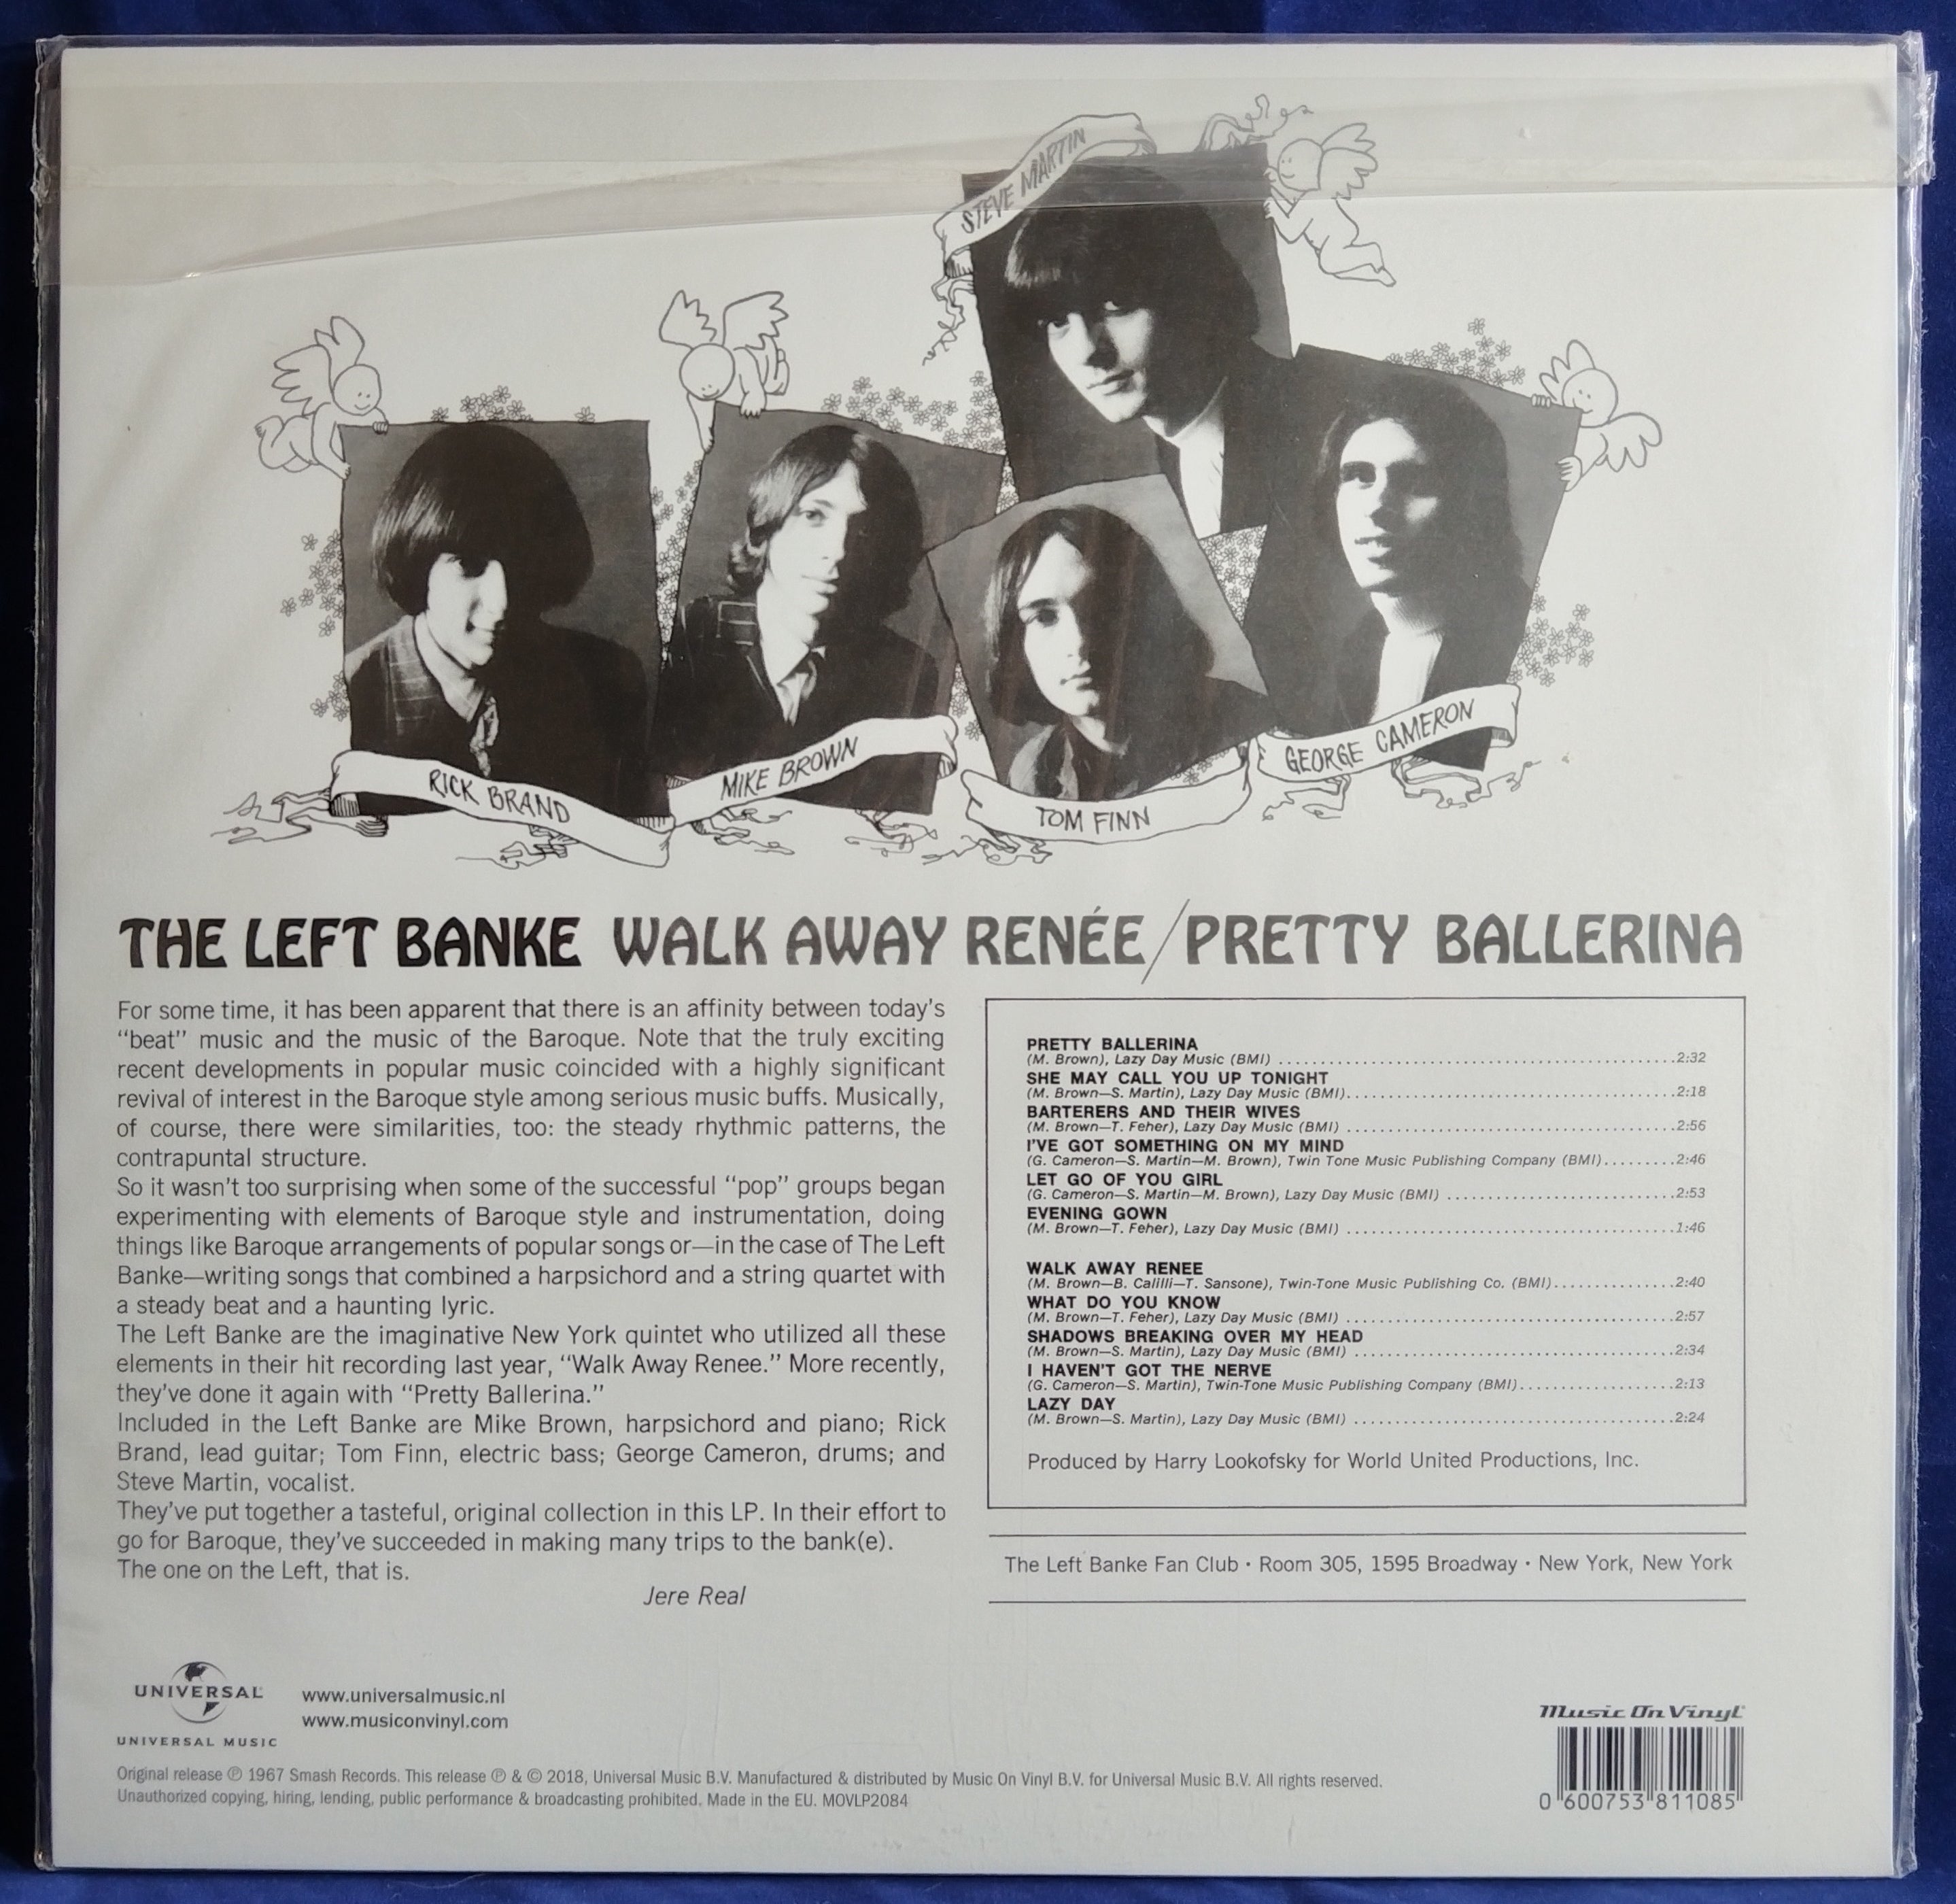 STEVE MARTIN
RICK BRAND
MIKE BROWN
TOM FINN
GEORGE CAMERON
THE LEFT BANKE WALK AWAY RENÉE/PRETTY BALLERINA
For some time, it has been apparent that there is an affinity between today's
"beat" music and the music of the Baroque. Note that the truly exciting
recent developments in popular music coincided with a highly significant
revival of interest in the Baroque style among serious music buffs. Musically,
of course, there were similarities, too: the steady rhythmic patterns, the
contrapuntal structure.
So it wasn't too surprising when some of the successful "pop" groups began
experimenting with elements of Baroque style and instrumentation, doing
things like Baroque arrangements of popular songs or—in the case of The Left
Banke—writing songs that combined a harpsichord and a string quartet with
a steady beat and a haunting lyric.
The Left Banke are the imaginative New York quintet who utilized all these
elements in their hit recording last year, "Walk Away Renee." More recently,
they've done it again with "Pretty Ballerina."
Included in the Left Banke are Mike Brown, harpsichord and piano; Rick
Brand, lead guitar; Tom Finn, electric bass; George Cameron, drums; and
Steve Martin, vocalist.
They've put together a tasteful, original collection in this LP. In their effort to
go for Baroque, they've succeeded in making many trips to the bank(e).
The one on the Left, that is.
Jere Real
PRETTY BALLERINA
(M. Brown), Lazy Day Music (BMI) ..... 2:32
SHE MAY CALL YOU UP TONIGHT
(M. Brown—S. Martin), Lazy Day Music (BMI) ..... 2:18
BARTERERS AND THEIR WIVES
(M. Brown—T. Feher), Lazy Day Music (BMI) ..... 2:56
I'VE GOT SOMETHING ON MY MIND
(G. Cameron—S. Martin—M. Brown), Twin Tone Music Publishing Company (BMI) ..... 2:46
LET GO OF YOU GIRL
(G. Cameron—S. Martin—M. Brown), Lazy Day Music (BMI) ..... 2:53
EVENING GOWN
(M. Brown—T. Feher), Lazy Day Music (BMI) ..... 1:46
WALK AWAY RENEE
(M. Brown—B. Calilli—T. Sansone), Twin-Tone Music Publishing Co. (BMI) ..... 2:40
WHAT DO YOU KNOW
(M. Brown—T. Feher), Lazy Day Music (BMI) ..... 2:57
SHADOWS BREAKING OVER MY HEAD
(M. Brown—S. Martin), Lazy Day Music (BMI) ..... 2:34
I HAVEN'T GOT THE NERVE
(G. Cameron—S. Martin), Twin-Tone Music Publishing Company (BMI) ..... 2:13
LAZY DAY
(M. Brown—S. Martin), Lazy Day Music (BMI) ..... 2:24
Produced by Harry Lookofsky for World United Productions, Inc.
The Left Banke Fan Club · Room 305, 1595 Broadway · New York, New York
UNIVERSAL
UNIVERSAL MUSIC
www.universalmusic.nl
www.musiconvinyl.com
Original release ℗ 1967 Smash Records. This release ℗ & © 2018, Universal Music B.V. Manufactured & distributed by Music On Vinyl B.V. for Universal Music B.V. All rights reserved.
Unauthorized copying, hiring, lending, public performance & broadcasting prohibited. Made in the EU. MOVLP2084
Music On Vinyl
0 600753 811085